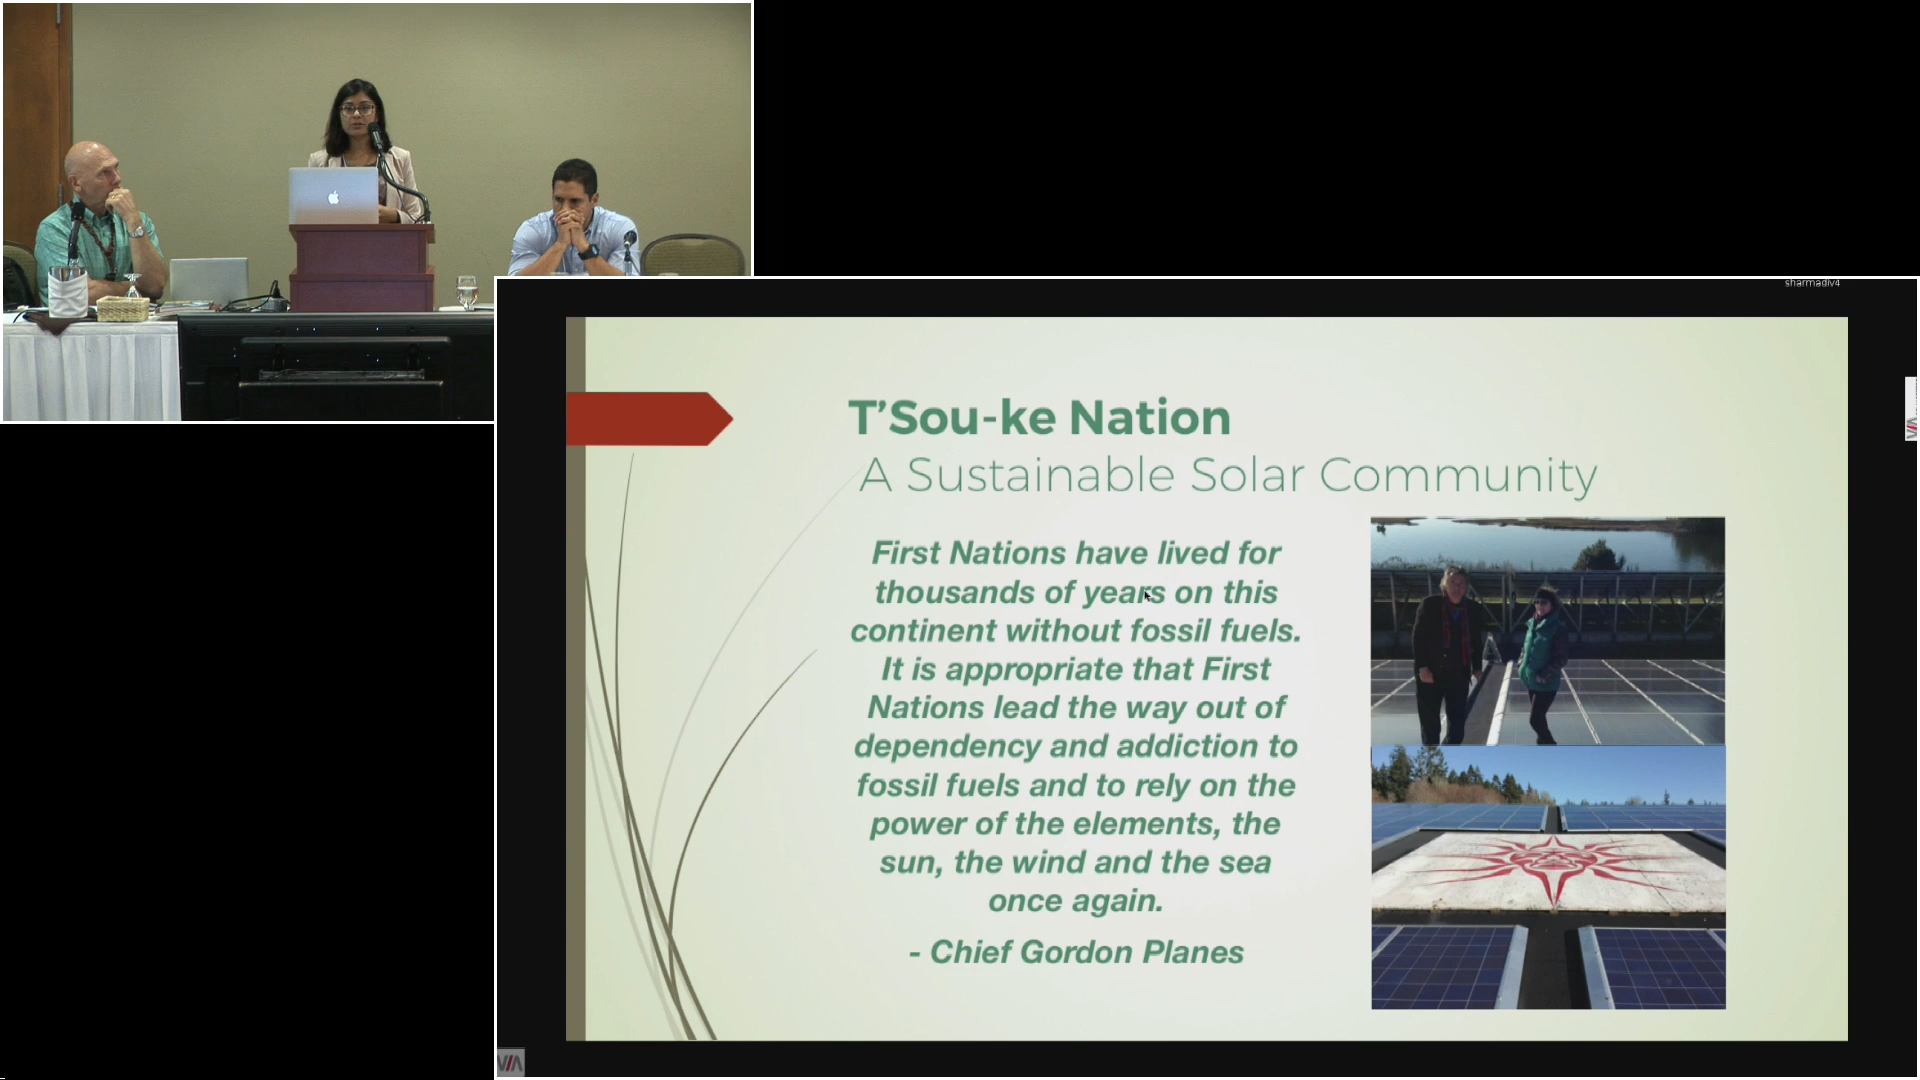 sharmadiv4
T'Sou-ke Nation
A Sustainable Solar Community
First Nations have lived for
thousands of years on this
continent without fossil fuels.
It is appropriate that First
Nations lead the way out of
dependency and addiction to
fossil fuels and to rely on the
power of the elements, the
sun, the wind and the sea
once again.
- Chief Gordon Planes